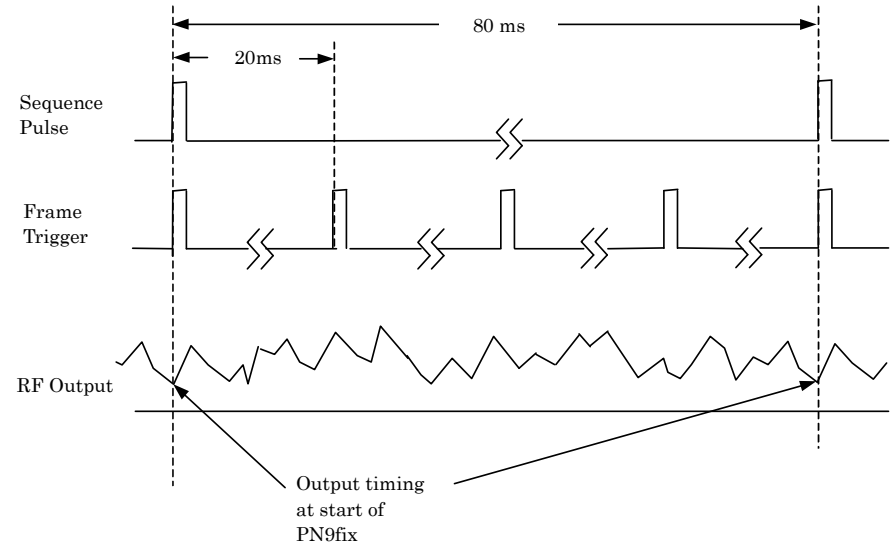 80 ms
20ms
Sequence
Pulse
Frame
Trigger
RF Output
Output timing
at start of
PN9fix